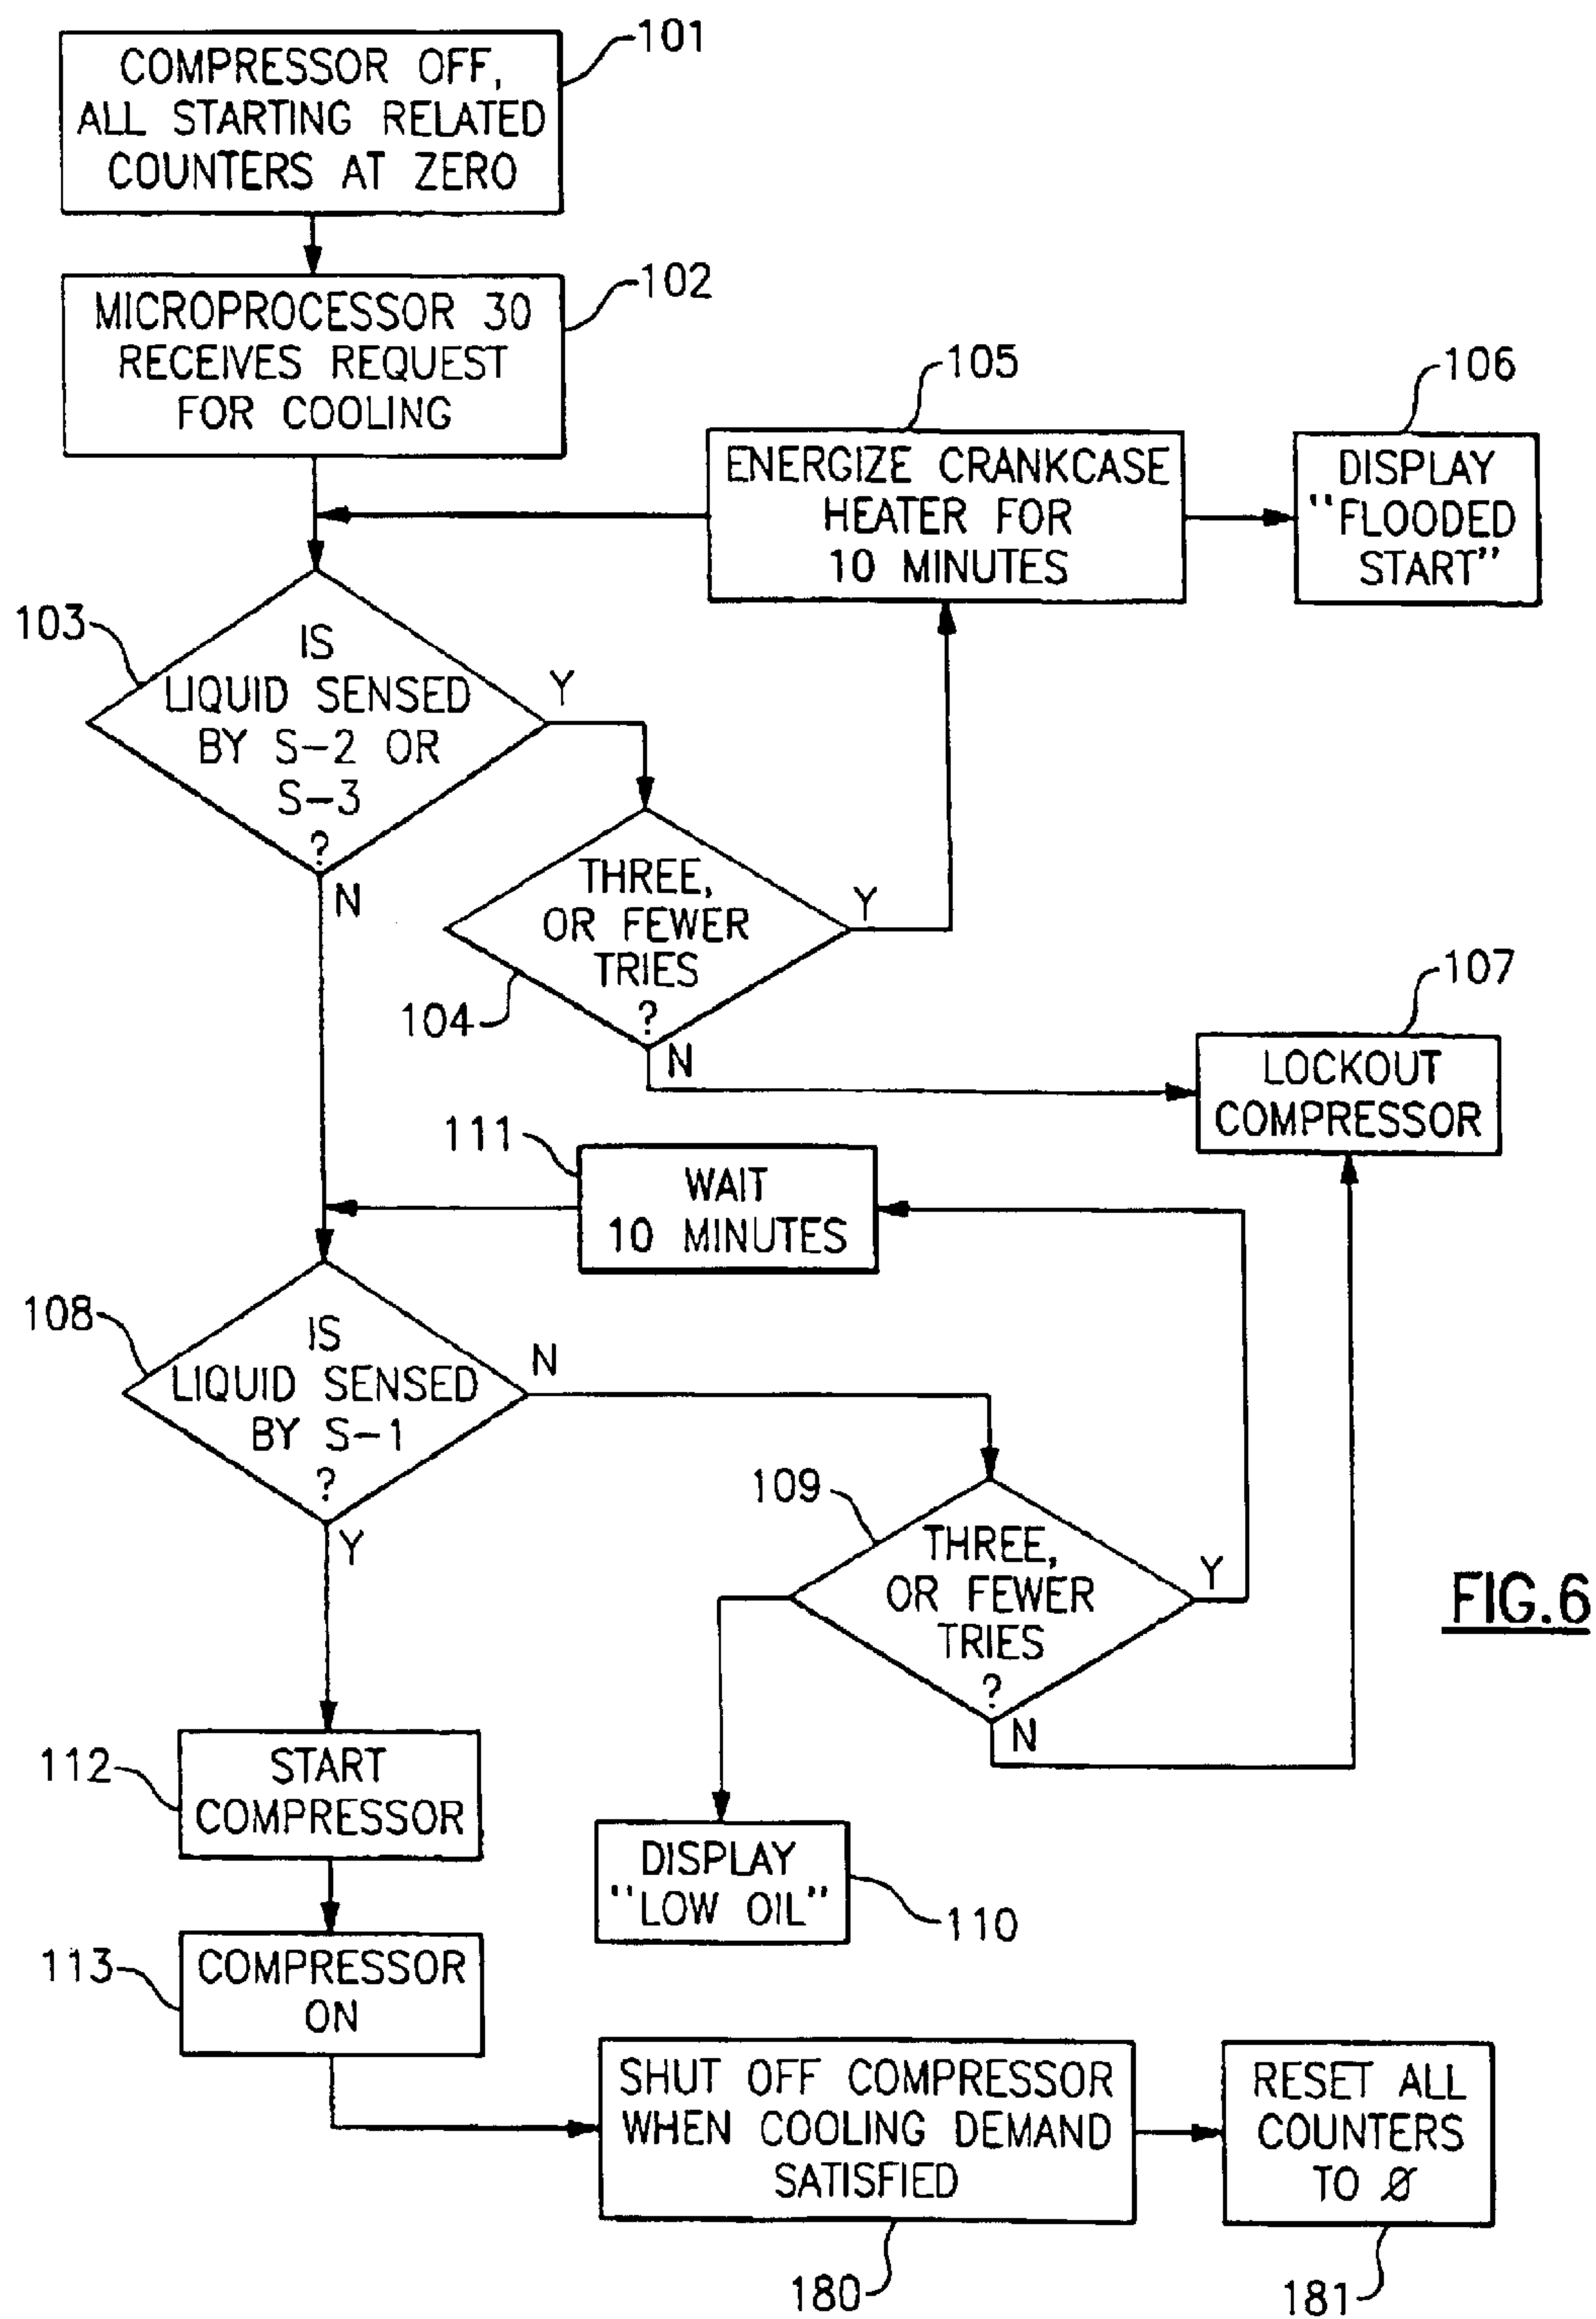 101
COMPRESSOR OFF,
ALL STARTING RELATED
COUNTERS AT ZERO
102
MICROPROCESSOR 30
RECEIVES REQUEST
FOR COOLING
105
ENERGIZE CRANKCASE
HEATER FOR
10 MINUTES
106
DISPLAY
"FLOODED
START"
103
IS
LIQUID SENSED
BY S-2 OR
S-3
?
Y
N
THREE,
OR FEWER
TRIES
?
104
Y
N
107
LOCKOUT
COMPRESSOR
111
WAIT
10 MINUTES
108
IS
LIQUID SENSED
BY S-1
?
N
Y
109
THREE,
OR FEWER
TRIES
?
Y
N
FIG.6
112
START
COMPRESSOR
DISPLAY
"LOW OIL"
110
113
COMPRESSOR
ON
SHUT OFF COMPRESSOR
WHEN COOLING DEMAND
SATISFIED
180
RESET ALL
COUNTERS
TO Ø
181